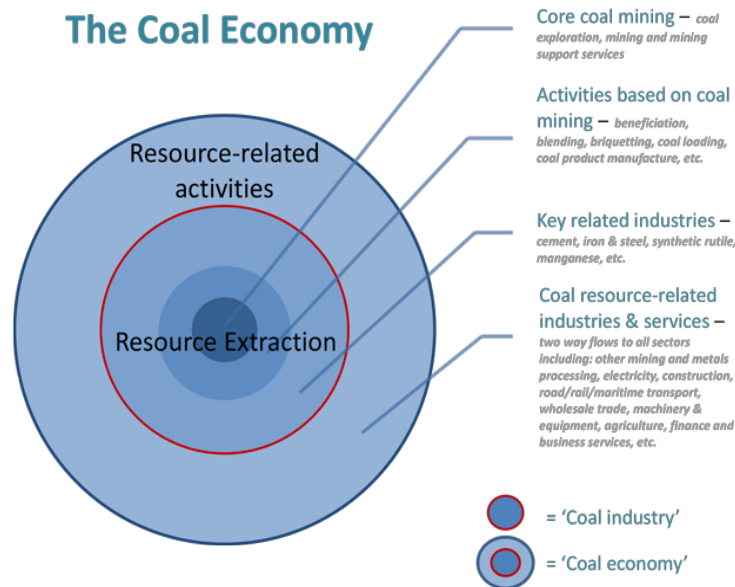 The Coal Economy
Resource-related
activities
Resource Extraction
Core coal mining – coal
exploration, mining and mining
support services
Activities based on coal
mining – beneficiation,
blending, briquetting, coal loading,
coal product manufacture, etc.
Key related industries –
cement, iron & steel, synthetic rutile,
manganese, etc.
Coal resource-related
industries & services –
two way flows to all sectors
including: other mining and metals
processing, electricity, construction,
road/rail/maritime transport,
wholesale trade, machinery &
equipment, agriculture, finance and
business services, etc.
= ‘Coal industry’
= ‘Coal economy’